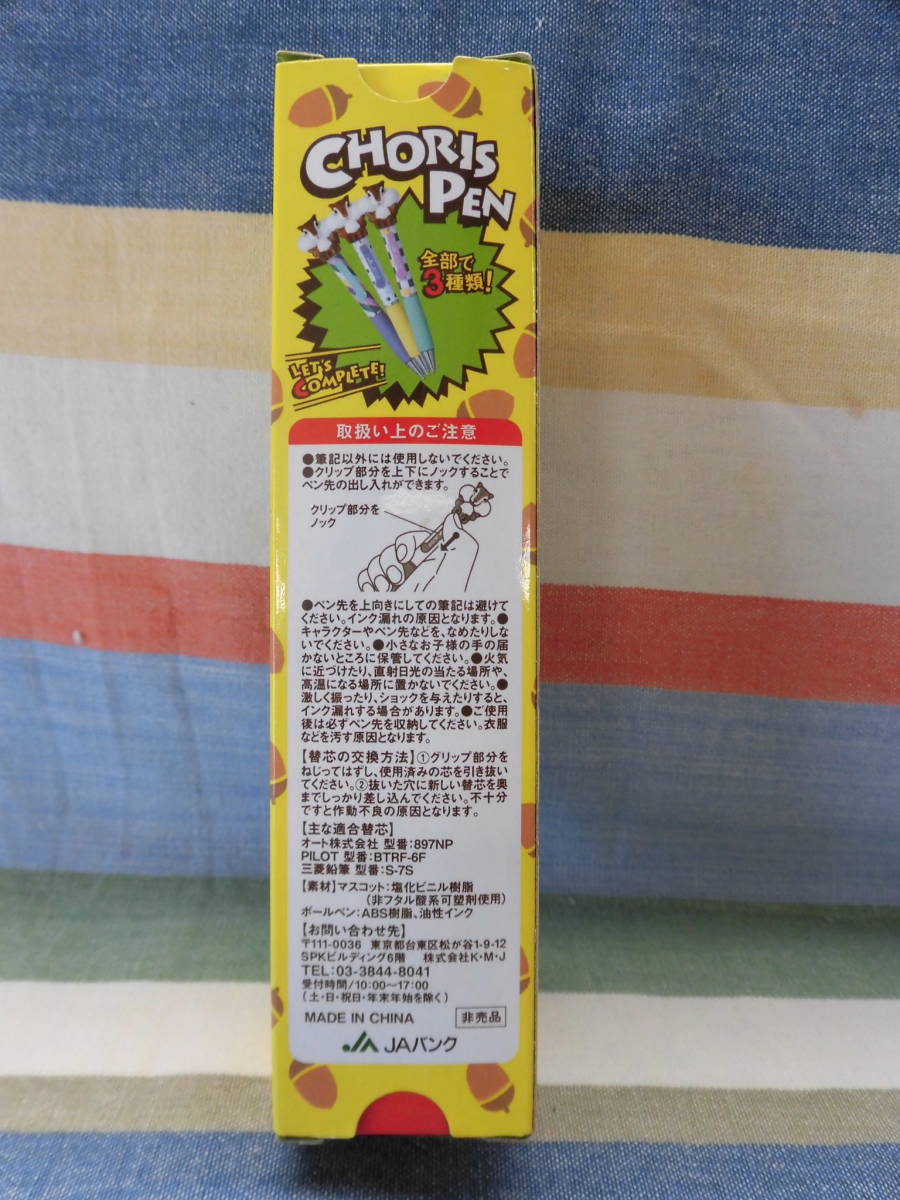 CHORIS
PEN
全部で
3種類!
LET'S
COMPLETE!
取扱い上のご注意
●筆記以外には使用しないでください。
●クリップ部分を上下にノックすることで
ペン先の出し入れができます。
クリップ部分を
ノック
●ペン先を上向きにしての筆記は避けて
ください。インク漏れの原因となります。●
キャラクターやペン先などを、なめたりしな
いでください。●小さなお子様の手の届
かないところに保管してください。●火気
に近づけたり、直射日光の当たる場所や、
高温になる場所に置かないでください。●
激しく振ったり、ショックを与えたりすると、
インク漏れする場合があります。●ご使用
後は必ずペン先を収納してください。衣服
などを汚す原因となります。
【替芯の交換方法】①グリップ部分を
ねじってはずし、使用済みの芯を引き抜い
てください。②抜いた穴に新しい替芯を奥
までしっかり差し込んでください。不十分
ですと作動不良の原因となります。
【主な適合替芯】
オート株式会社 型番:897NP
PILOT 型番:BTRF-6F
三菱鉛筆 型番:S-7S
【素材】マスコット:塩化ビニル樹脂
(非フタル酸系可塑剤使用)
ボールペン:ABS樹脂、油性インク
【お問い合わせ先】
〒111-0036 東京都台東区松が谷1-9-12
SPKビルディング6階 株式会社K・M・J
TEL:03-3844-8041
受付時間/10:00〜17:00
(土・日・祝日・年末年始を除く)
MADE IN CHINA 非売品
JAバンク